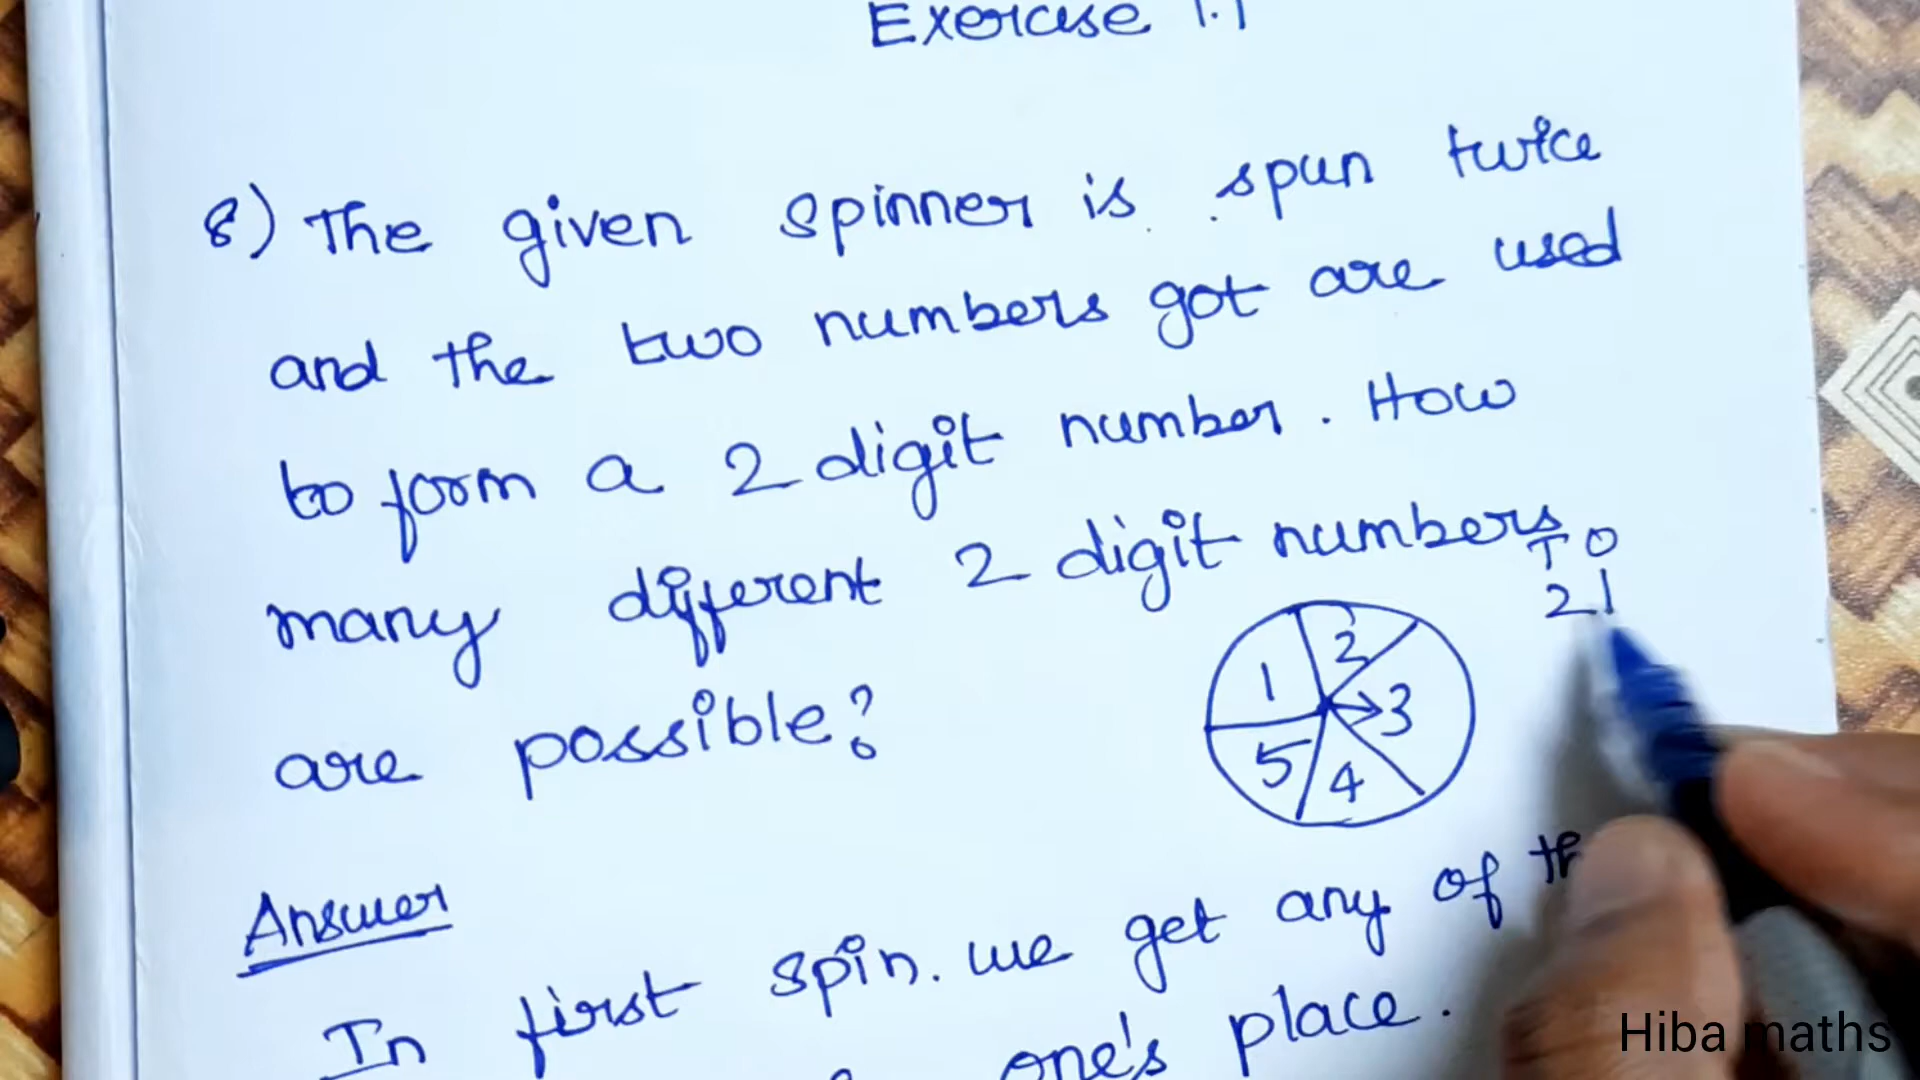 Exercise 1.1
8) The given spinner is spun twice
and the two numbers got are used
to form a 2 digit number. How
many different 2 digit numbers
are possible?
T O
2 1
1 2
3
5 4
Answer
In first spin. we get any of
one's place.
Hiba maths